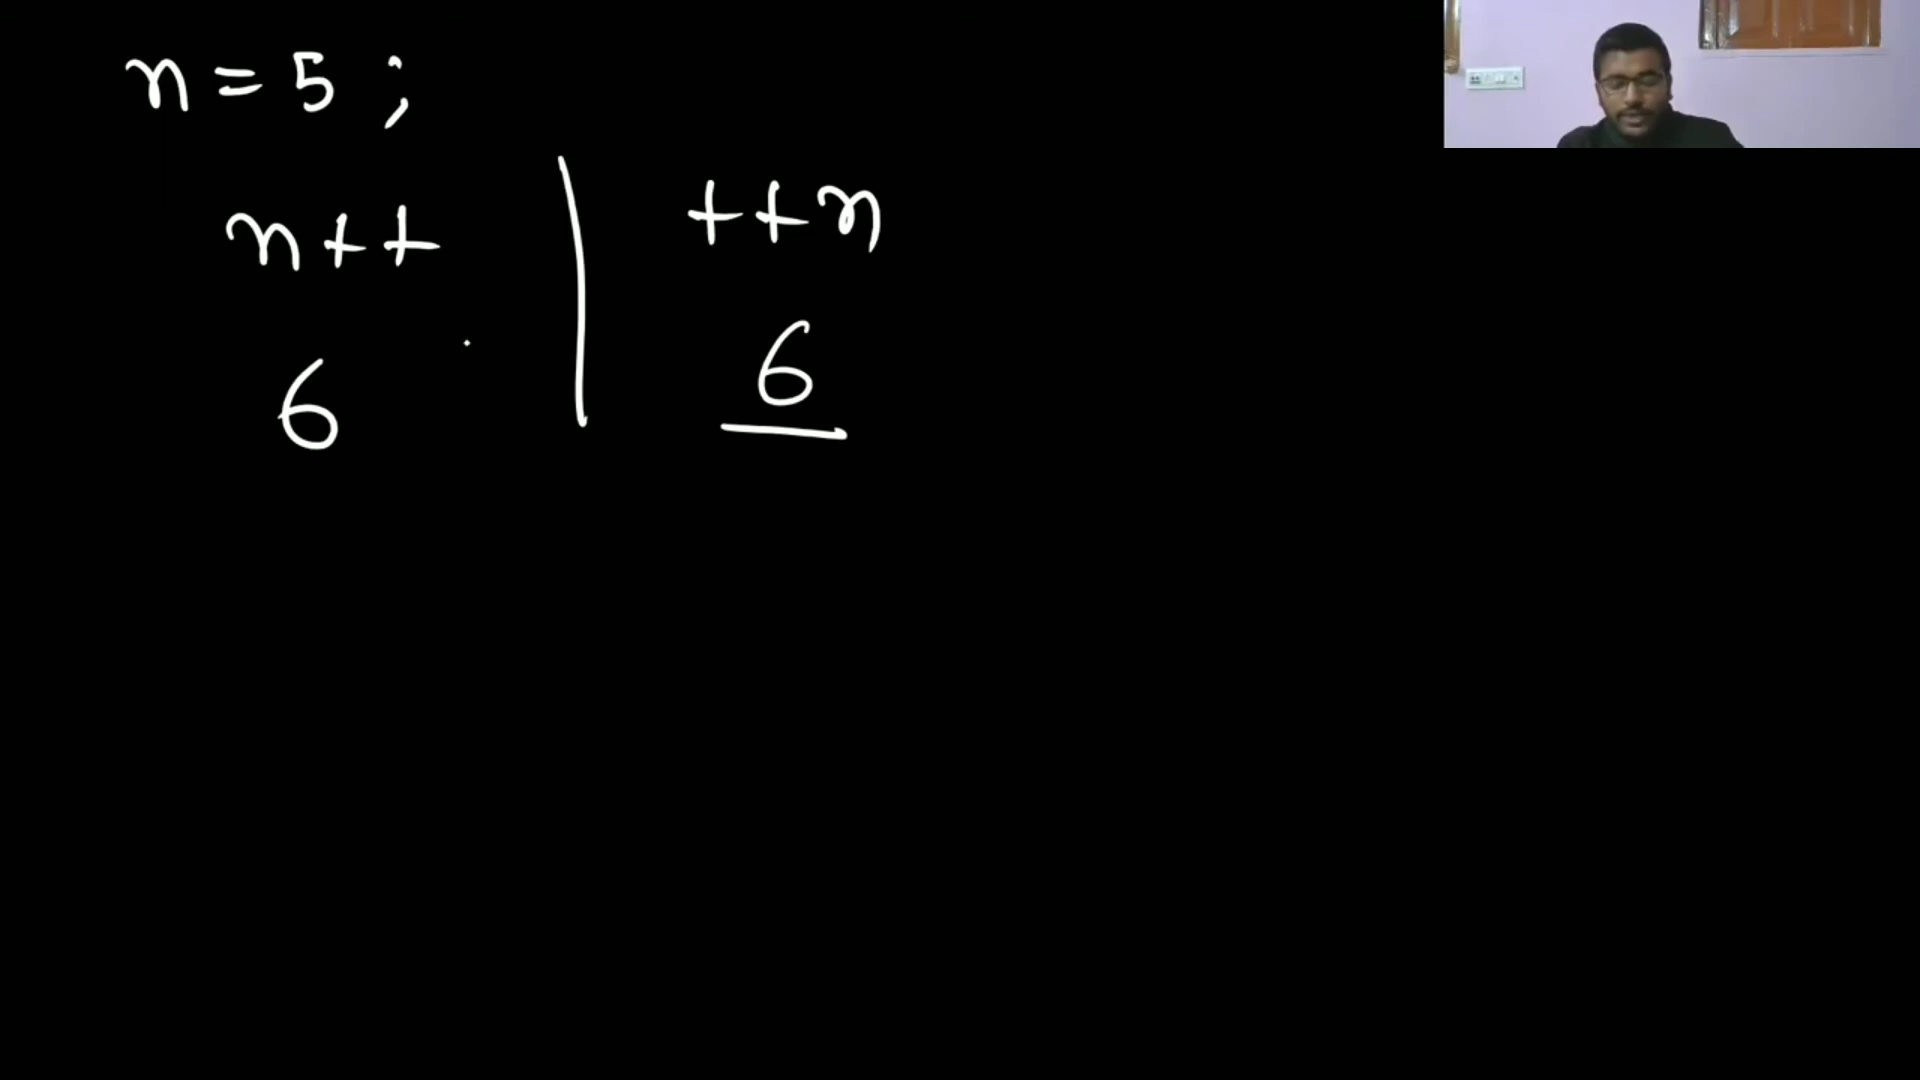 n = 5 ;
n++ | ++n
6 6